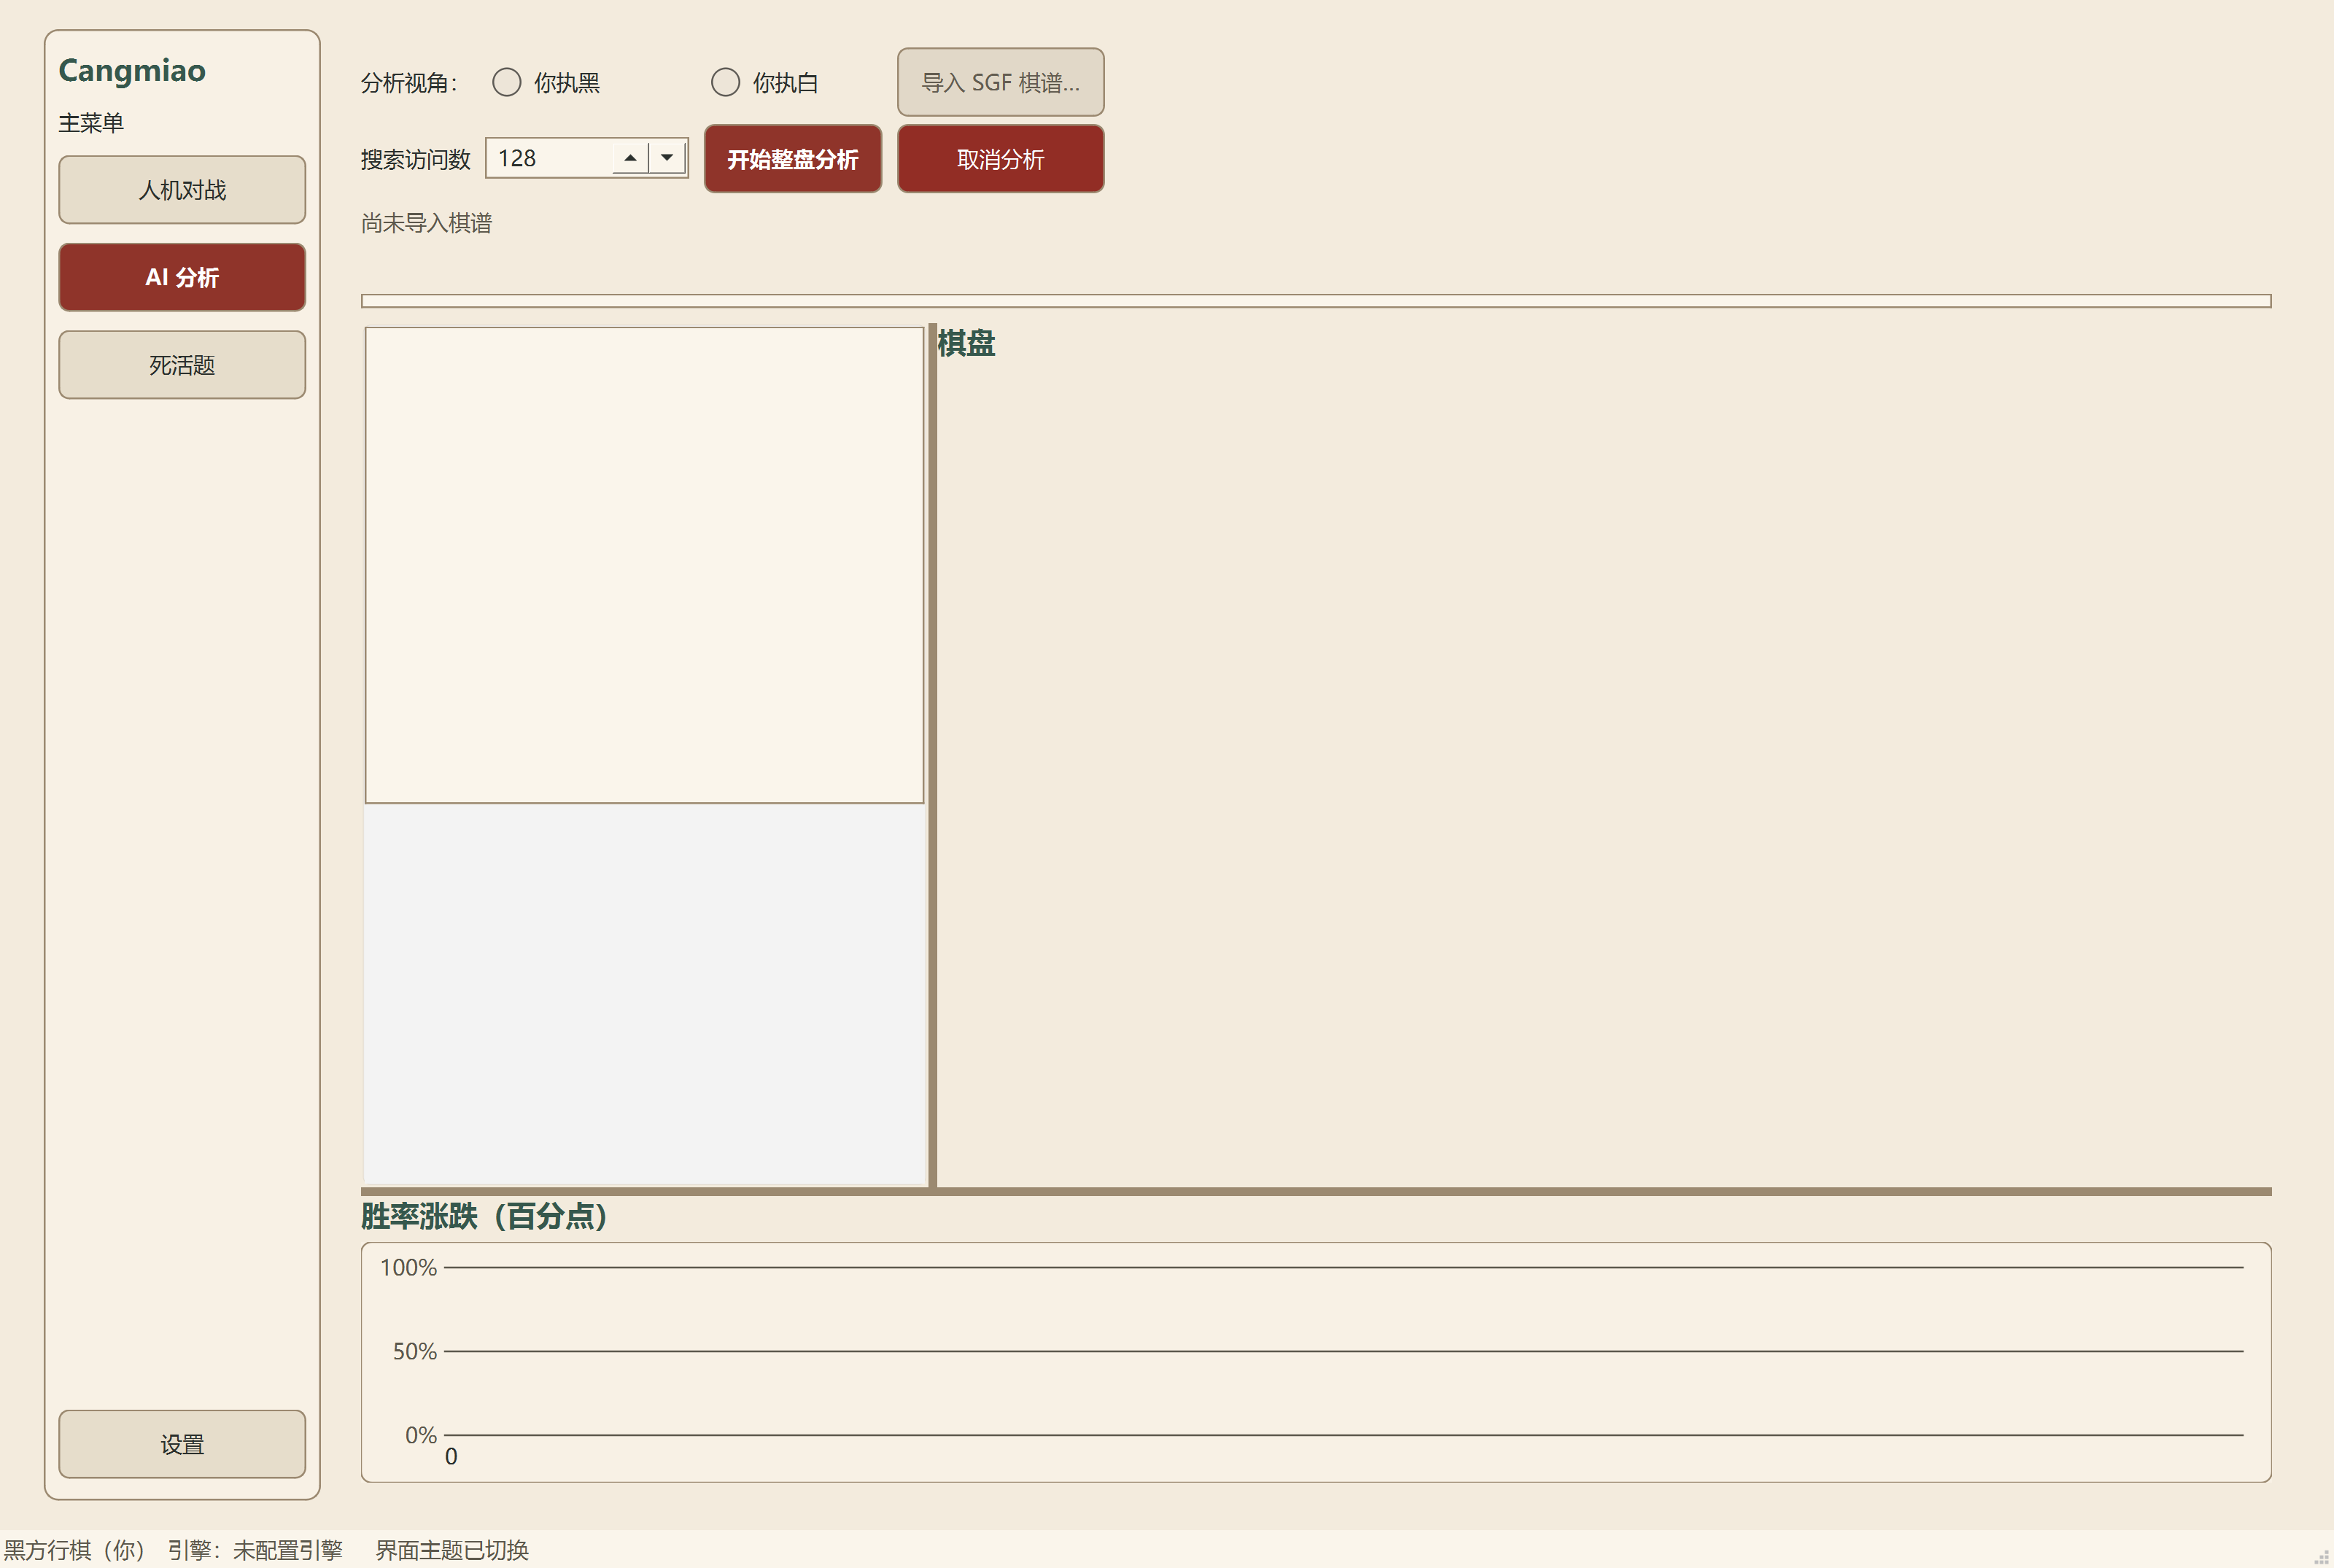 Cangmiao
主菜单
人机对战
AI 分析
死活题
设置
分析视角: 你执黑 你执白 导入 SGF 棋谱...
搜索访问数 128 开始整盘分析 取消分析
尚未导入棋谱
棋盘
胜率涨跌（百分点）
100%
50%
0%
0
黑方行棋（你） 引擎：未配置引擎 界面主题已切换